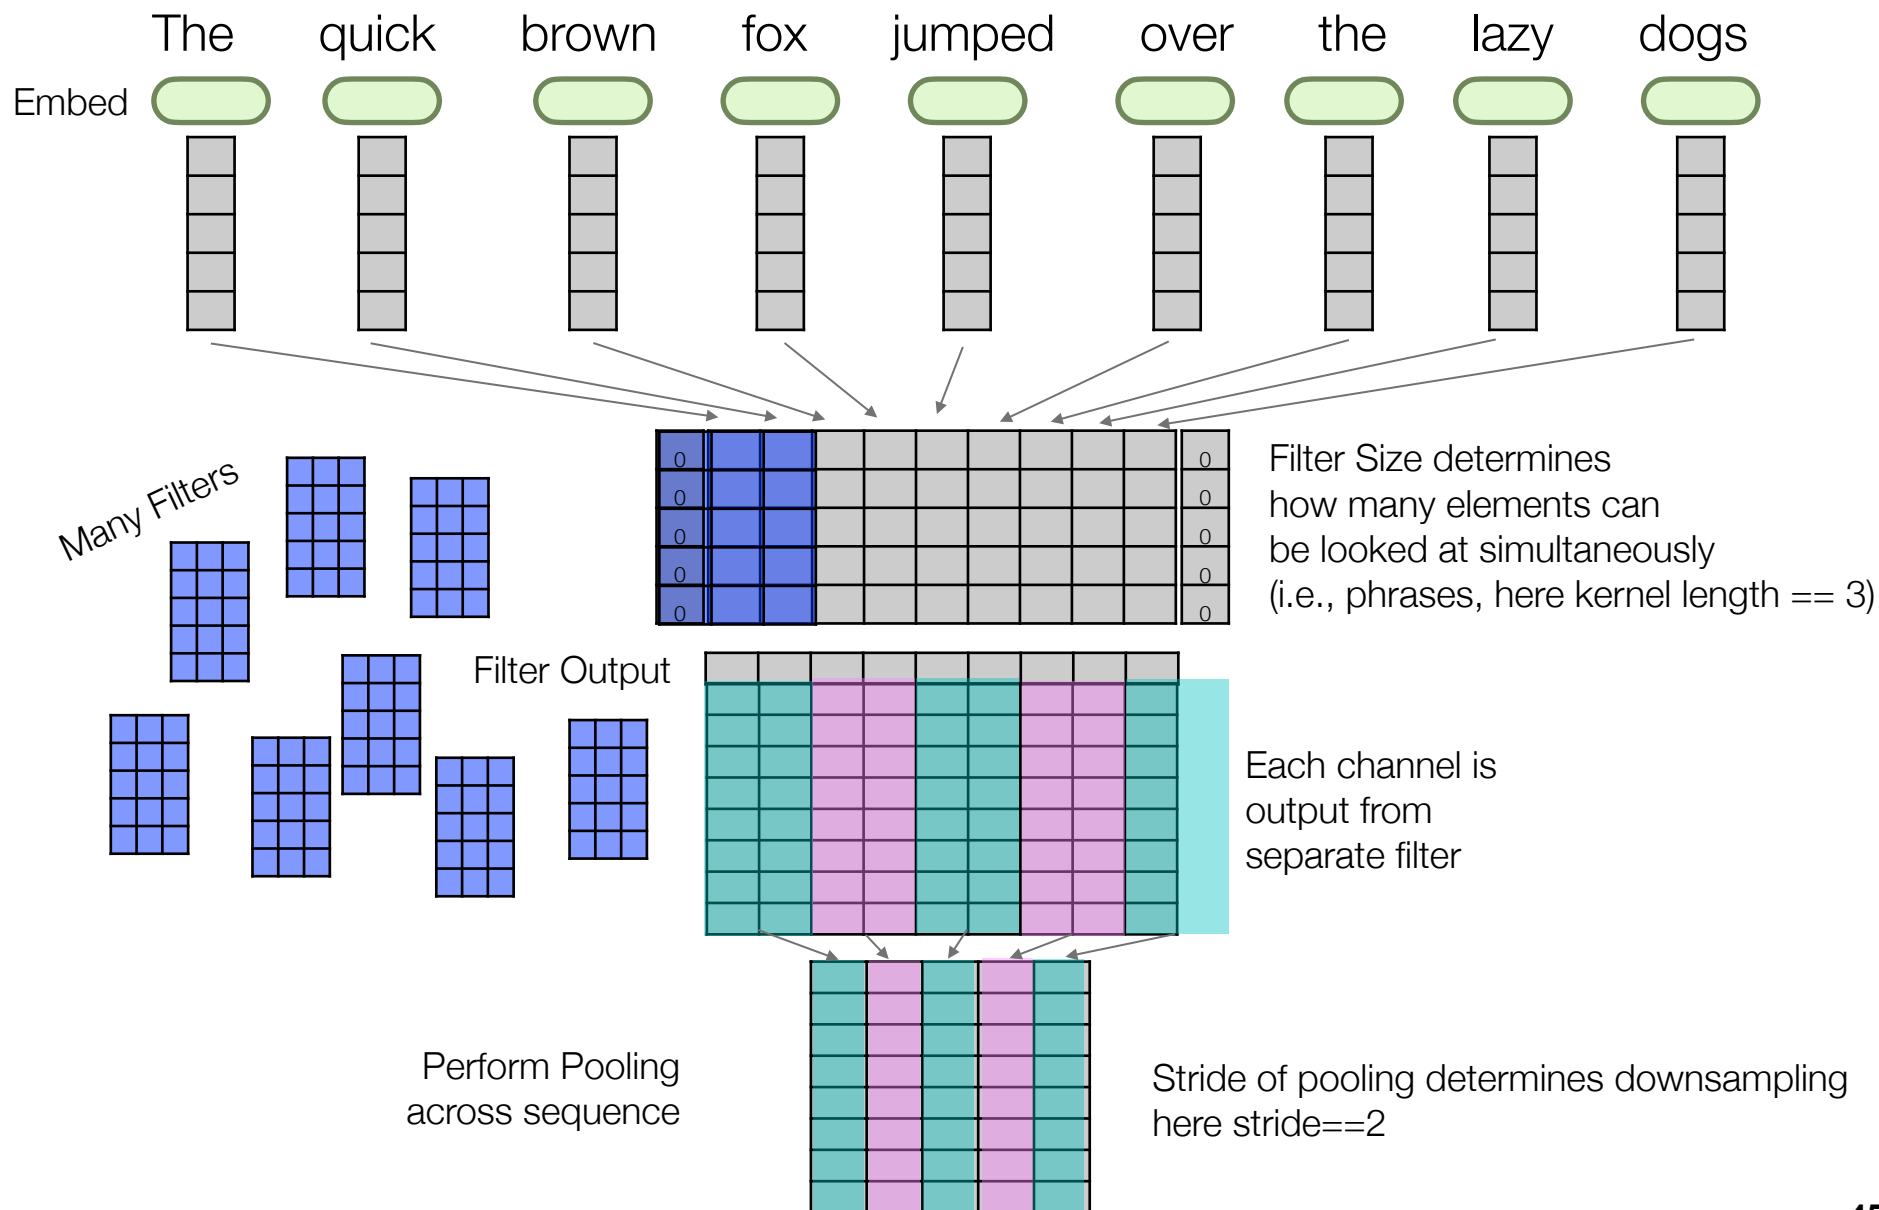 The quick brown fox jumped over the lazy dogs
Embed
Many Filters
0 0
0 0
0 0
0 0
0 0
Filter Size determines
how many elements can
be looked at simultaneously
(i.e., phrases, here kernel length == 3)
Filter Output
Each channel is
output from
separate filter
Perform Pooling
across sequence
Stride of pooling determines downsampling
here stride==2